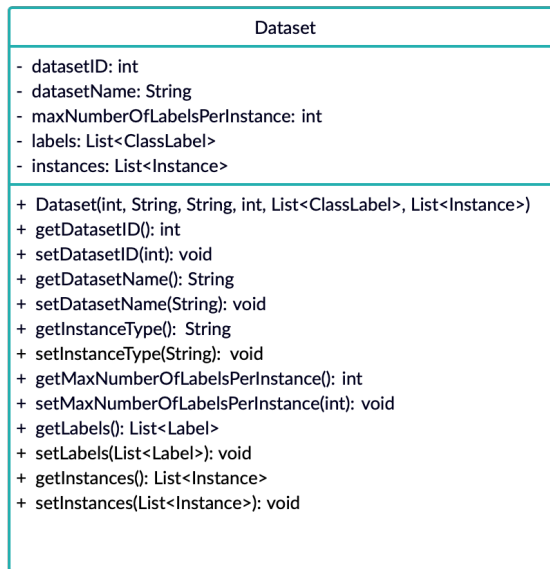 Dataset
- datasetID: int
- datasetName: String
- maxNumberOfLabelsPerInstance: int
- labels: List<ClassLabel>
- instances: List<Instance>
+ Dataset(int, String, String, int, List<ClassLabel>, List<Instance>)
+ getDatasetID(): int
+ setDatasetID(int): void
+ getDatasetName(): String
+ setDatasetName(String): void
+ getInstanceType(): String
+ setInstanceType(String): void
+ getMaxNumberOfLabelsPerInstance(): int
+ setMaxNumberOfLabelsPerInstance(int): void
+ getLabels(): List<Label>
+ setLabels(List<Label>): void
+ getInstances(): List<Instance>
+ setInstances(List<Instance>): void